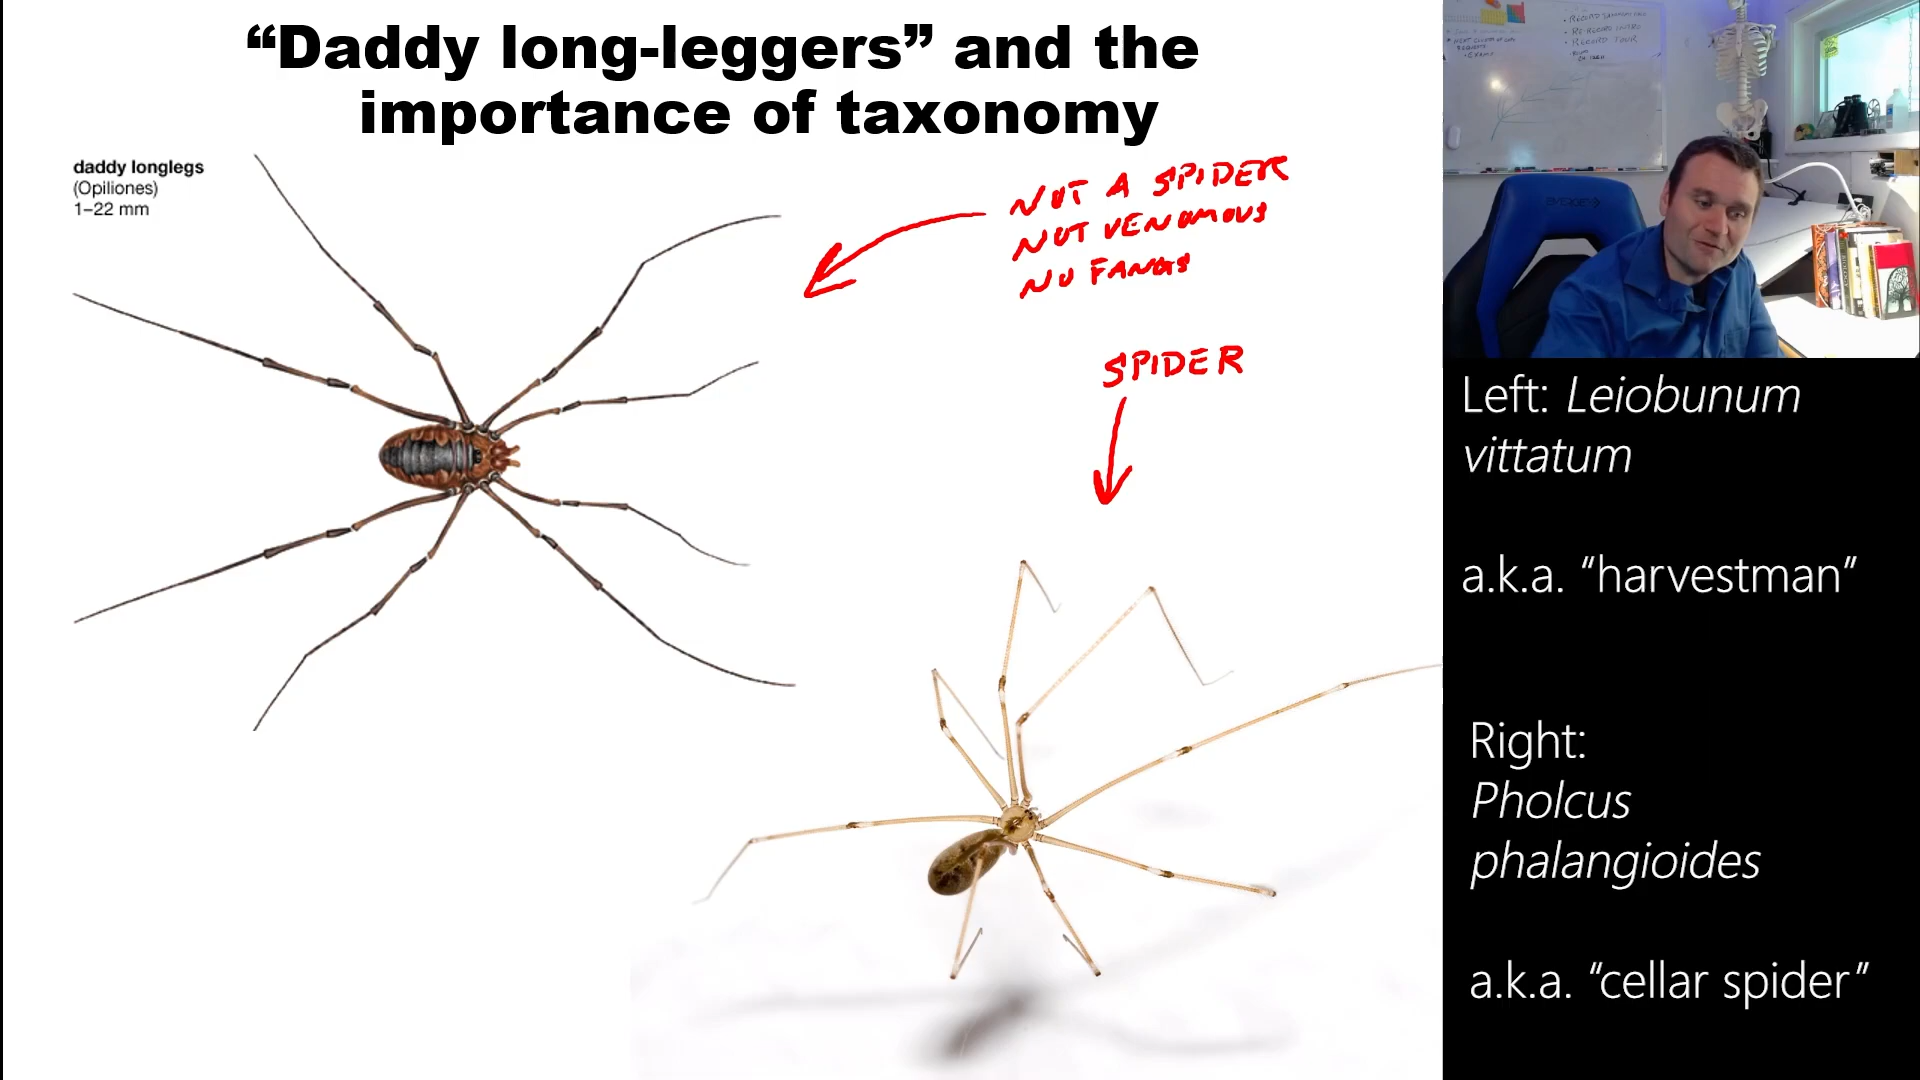 “Daddy long-leggers” and the
importance of taxonomy
daddy longlegs
(Opiliones)
1–22 mm
NOT A SPIDER
NOT VENOMOUS
NO FANGS
SPIDER
Left: Leiobunum
vittatum
a.k.a. “harvestman”
Right:
Pholcus
phalangioides
a.k.a. “cellar spider”